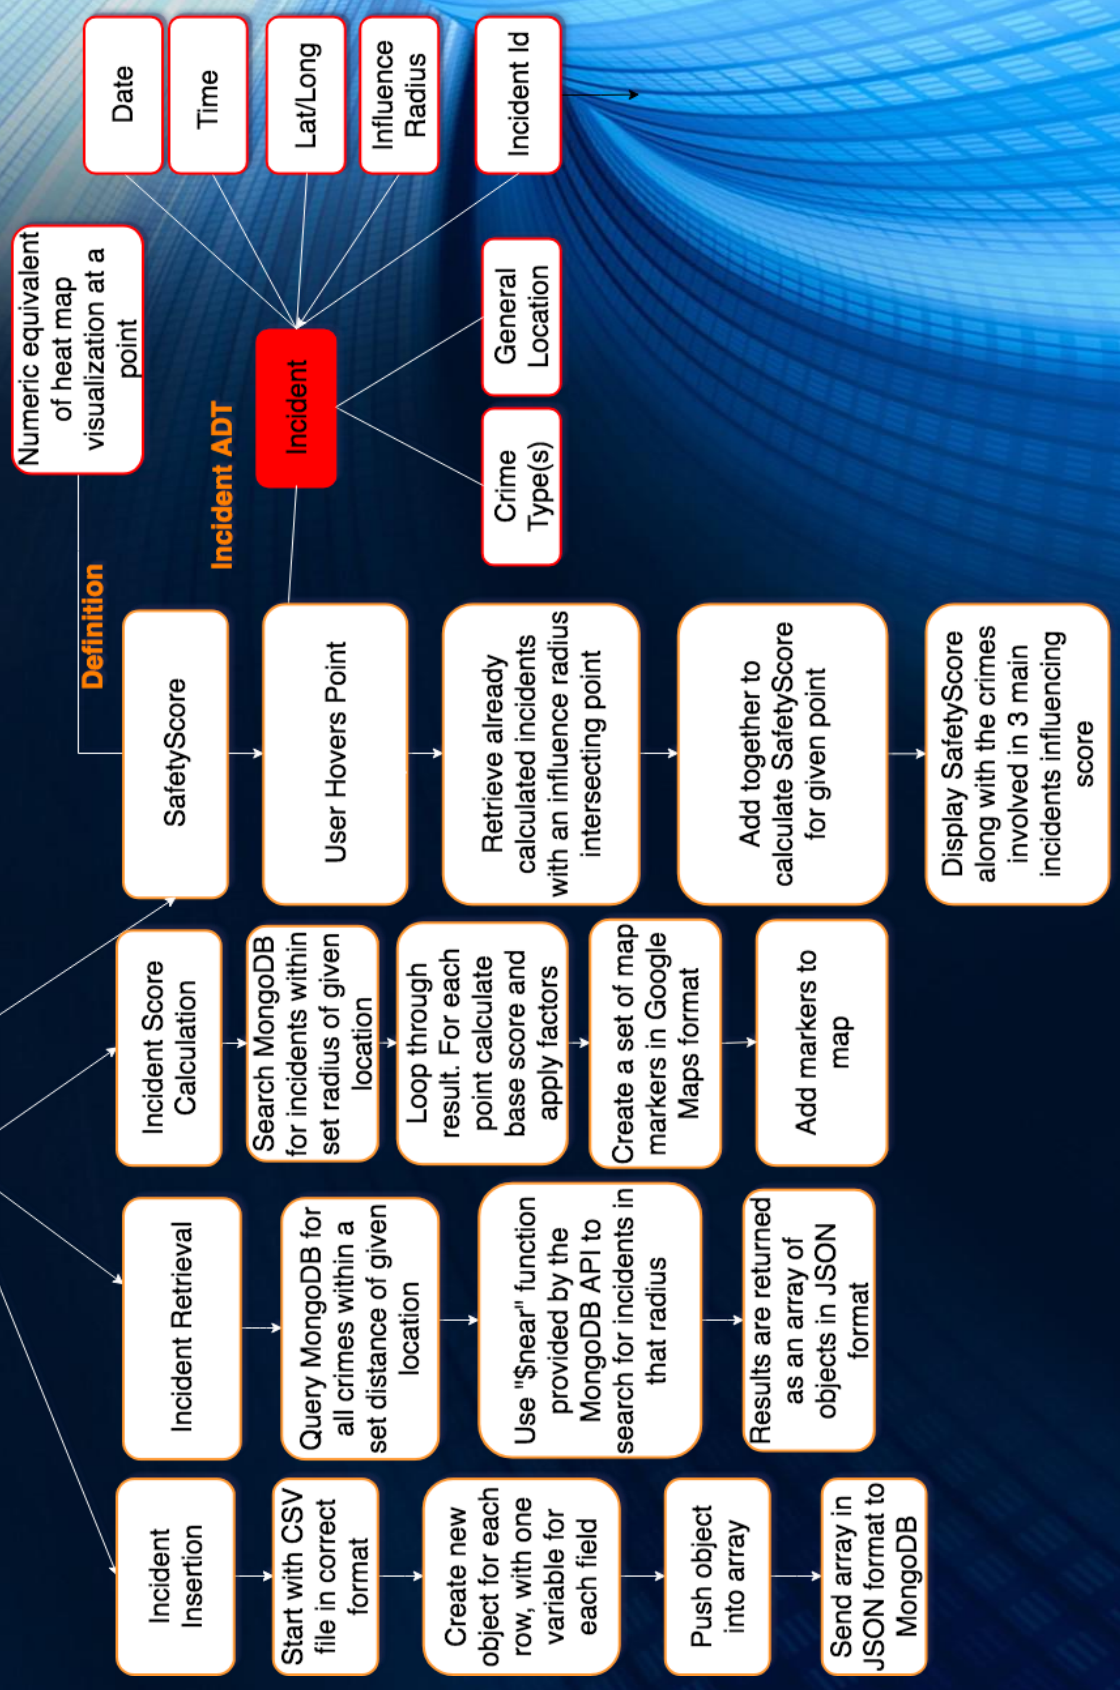 Incident
Insertion
Start with CSV
file in correct
format
Create new
object for each
row, with one
variable for
each field
Push object
into array
Send array in
JSON format to
MongoDB
Incident Retrieval
Query MongoDB for
all crimes within a
set distance of given
location
Use "$near" function
provided by the
MongoDB API to
search for incidents in
that radius
Results are returned
as an array of
objects in JSON
format
Incident Score
Calculation
Search MongoDB
for incidents within
set radius of given
location
Loop through
result. For each
point calculate
base score and
apply factors
Create a set of map
markers in Google
Maps format
Add markers to
map
Definition
SafetyScore
User Hovers Point
Retrieve already
calculated incidents
with an influence radius
intersecting point
Add together to
calculate SafetyScore
for given point
Display SafetyScore
along with the crimes
involved in 3 main
incidents influencing
score
Numeric equivalent
of heat map
visualization at a
point
Incident ADT
Incident
Crime
Type(s)
General
Location
Date
Time
Lat/Long
Influence
Radius
Incident Id